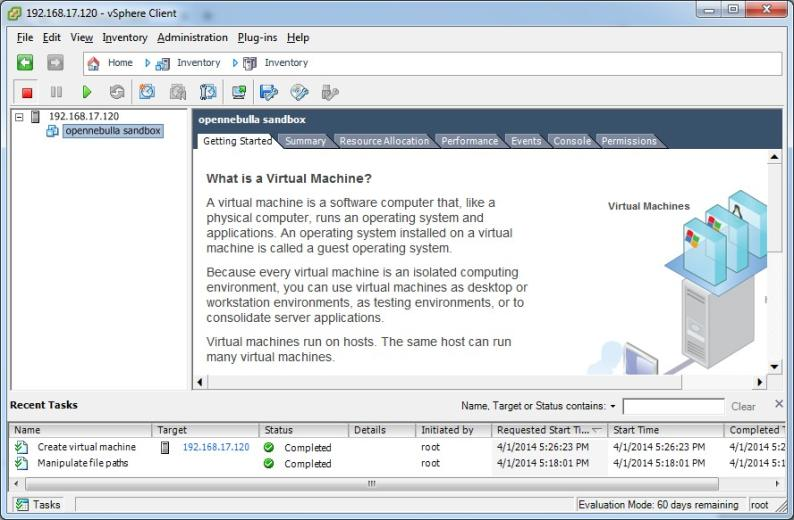 192.168.17.120 - vSphere Client
File Edit View Inventory Administration Plug-ins Help
Home Inventory Inventory
192.168.17.120
opennebulla sandbox
opennebulla sandbox
Getting Started Summary Resource Allocation Performance Events Console Permissions
What is a Virtual Machine?
A virtual machine is a software computer that, like a
physical computer, runs an operating system and
applications. An operating system installed on a virtual
machine is called a guest operating system.
Because every virtual machine is an isolated computing
environment, you can use virtual machines as desktop or
workstation environments, as testing environments, or to
consolidate server applications.
Virtual machines run on hosts. The same host can run
many virtual machines.
Virtual Machines
Recent Tasks
Name, Target or Status contains: Clear
Name Target Status Details Initiated by Requested Start Ti... Start Time Completed T
Create virtual machine 192.168.17.120 Completed root 4/1/2014 5:26:23 PM 4/1/2014 5:26:23 PM 4/1/2014 5:2
Manipulate file paths Completed root 4/1/2014 5:18:01 PM 4/1/2014 5:18:01 PM 4/1/2014 5:1
Tasks Evaluation Mode: 60 days remaining root